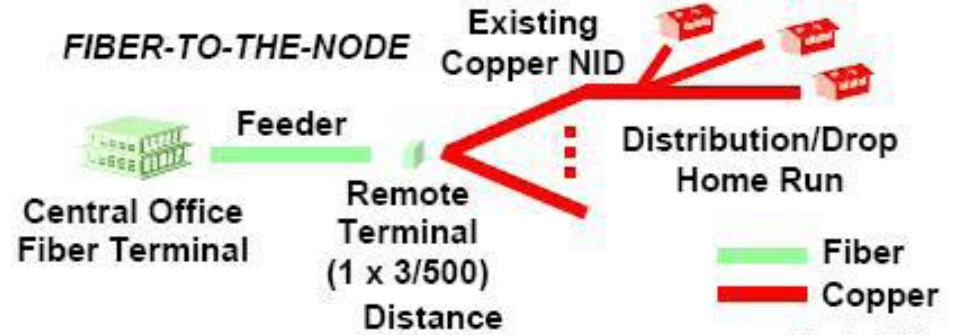 FIBER-TO-THE-NODE
Existing
Copper NID
Feeder
Distribution/Drop
Home Run
Central Office
Fiber Terminal
Remote
Terminal
(1 x 3/500)
Distance
Fiber
Copper